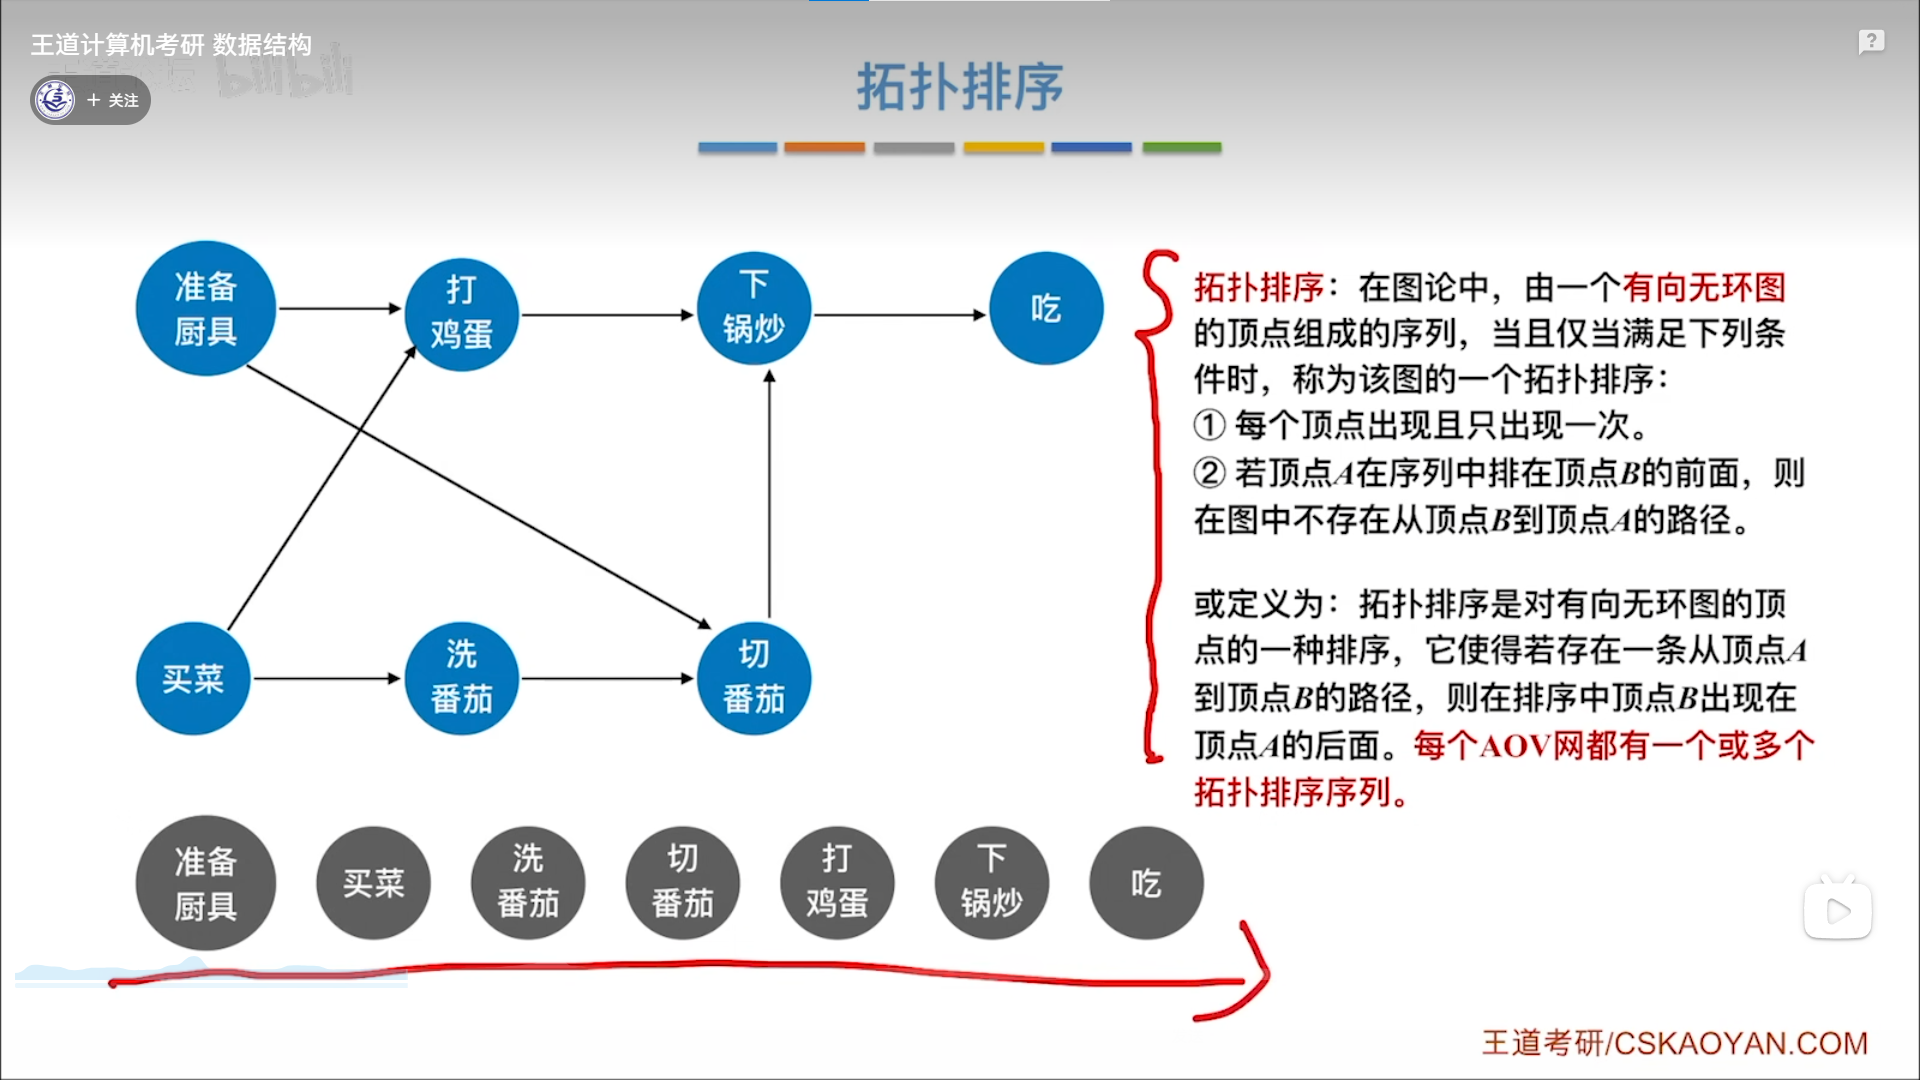 王道计算机考研 数据结构
bilibili
+ 关注
拓扑排序
准备
厨具
打
鸡蛋
下
锅炒
吃
买菜
洗
番茄
切
番茄
拓扑排序：在图论中，由一个有向无环图
的顶点组成的序列，当且仅当满足下列条
件时，称为该图的一个拓扑排序：
① 每个顶点出现且只出现一次。
② 若顶点A在序列中排在顶点B的前面，则
在图中不存在从顶点B到顶点A的路径。
或定义为：拓扑排序是对有向无环图的顶
点的一种排序，它使得若存在一条从顶点A
到顶点B的路径，则在排序中顶点B出现在
顶点A的后面。每个AOV网都有一个或多个
拓扑排序序列。
准备
厨具
买菜
洗
番茄
切
番茄
打
鸡蛋
下
锅炒
吃
王道考研/CSKAOYAN.COM